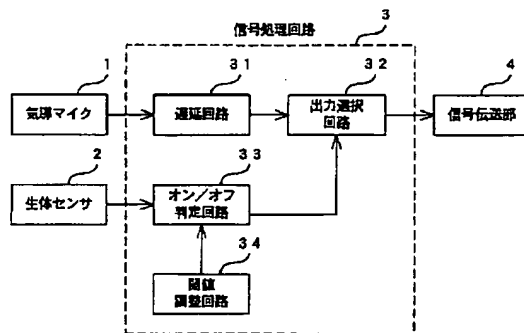 信号処理回路
3
1
気導マイク
31
遅延回路
32
出力選択
回路
4
信号伝送部
2
生体センサ
33
オン/オフ
判定回路
34
閾値
調整回路